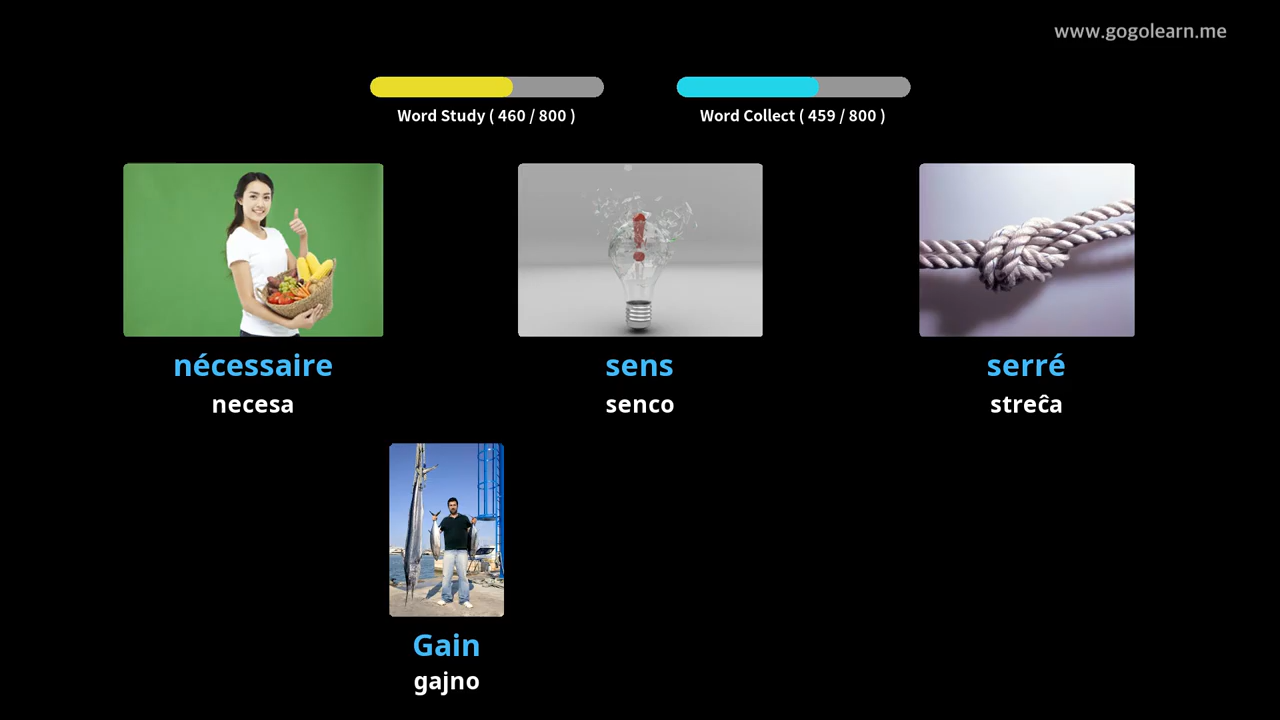 www.gogolearn.me
Word Study ( 460 / 800 )
Word Collect ( 459 / 800 )
nécessaire
necesa
sens
senco
serré
streĉa
Gain
gajno